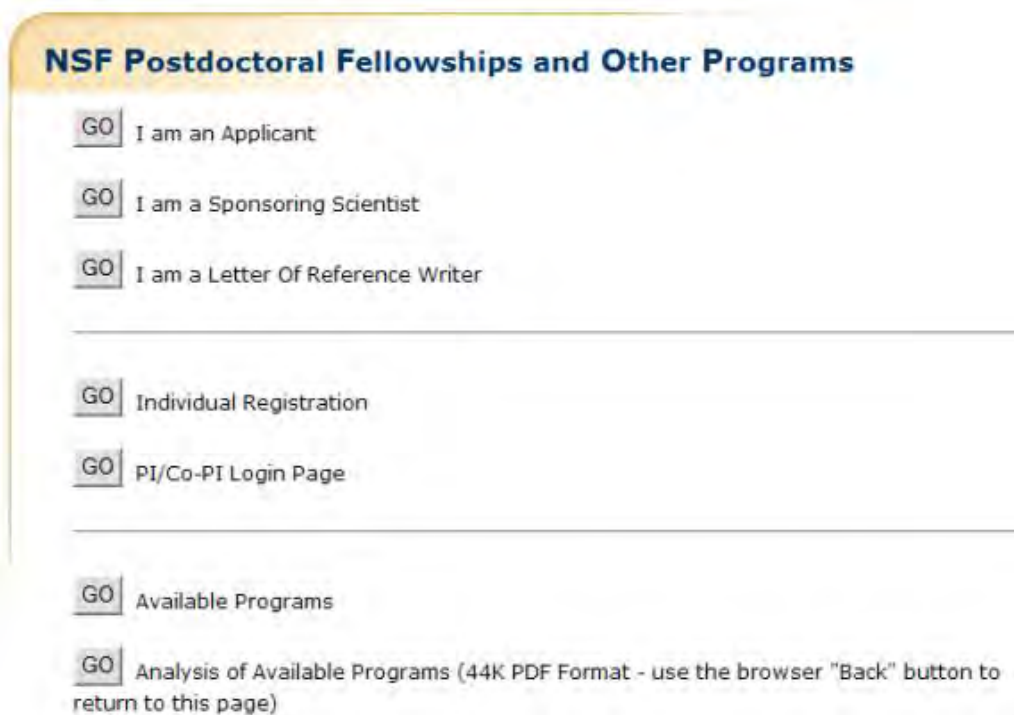 NSF Postdoctoral Fellowships and Other Programs
GO I am an Applicant
GO I am a Sponsoring Scientist
GO I am a Letter Of Reference Writer
GO Individual Registration
GO PI/Co-PI Login Page
GO Available Programs
GO Analysis of Available Programs (44K PDF Format - use the browser "Back" button to
return to this page)